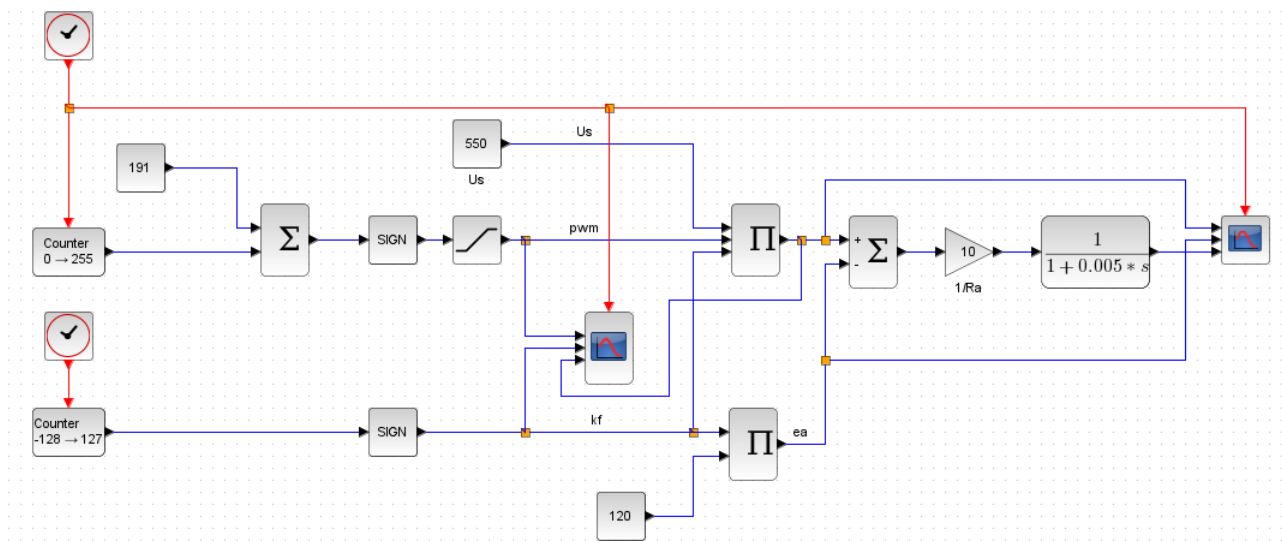 Us
550
Us
191
Counter
0 → 255
Σ
SIGN
pwm
Π
+
-
Σ
10
1/Ra
1
1 + 0.005 * s
Counter
-128 → 127
SIGN
kf
Π
ea
120